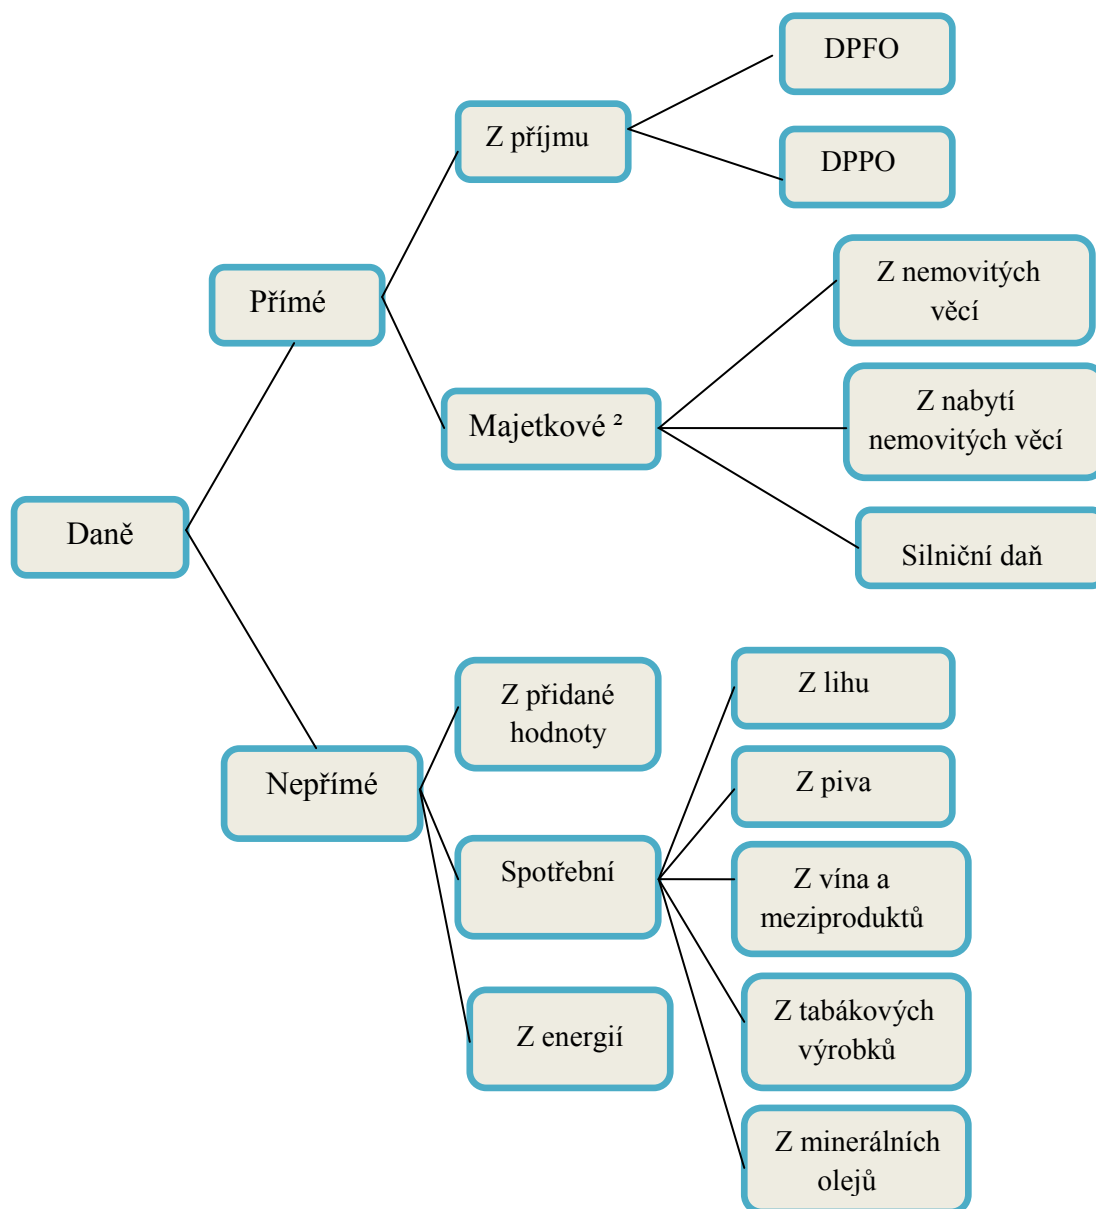 DPFO
Z příjmu
DPPO
Přímé
Z nemovitých
věcí
Majetkové ²
Z nabytí
nemovitých věcí
Silniční daň
Daně
Z přidané
hodnoty
Nepřímé
Spotřební
Z energií
Z lihu
Z piva
Z vína a
meziproduktů
Z tabákových
výrobků
Z minerálních
olejů